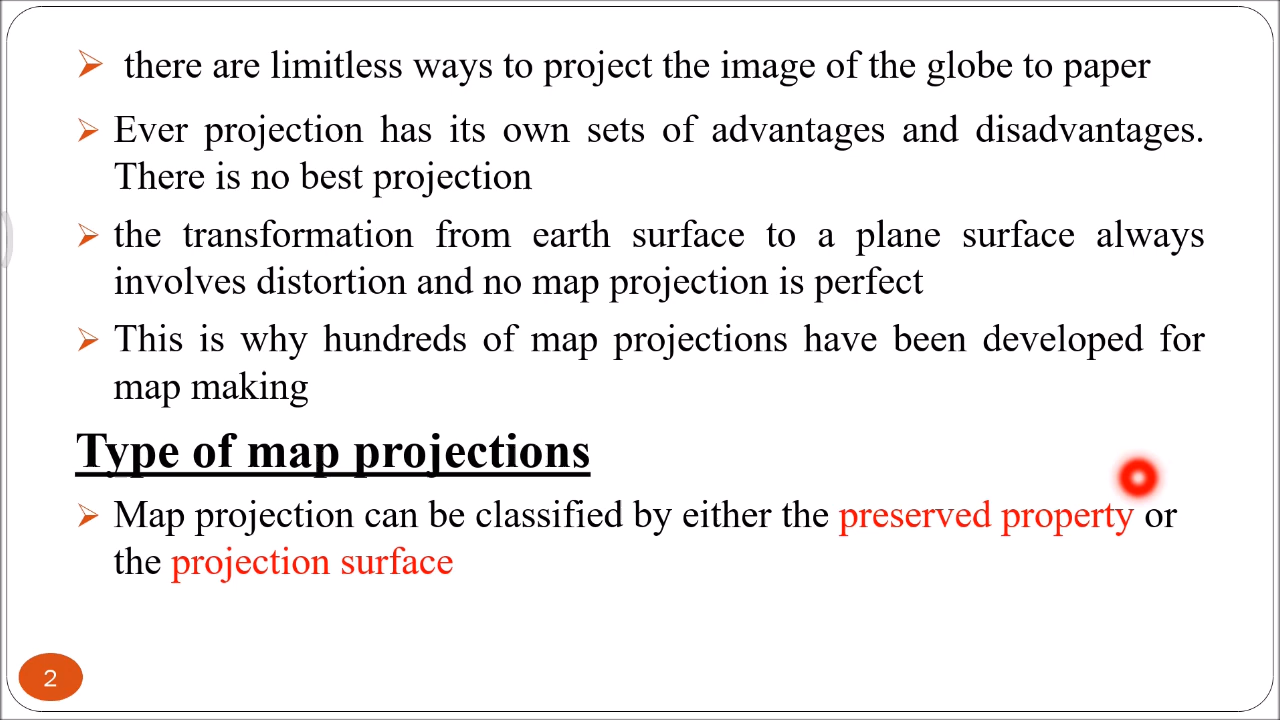 there are limitless ways to project the image of the globe to paper
Ever projection has its own sets of advantages and disadvantages.
There is no best projection
the transformation from earth surface to a plane surface always
involves distortion and no map projection is perfect
This is why hundreds of map projections have been developed for
map making
Type of map projections
Map projection can be classified by either the preserved property or
the projection surface
2